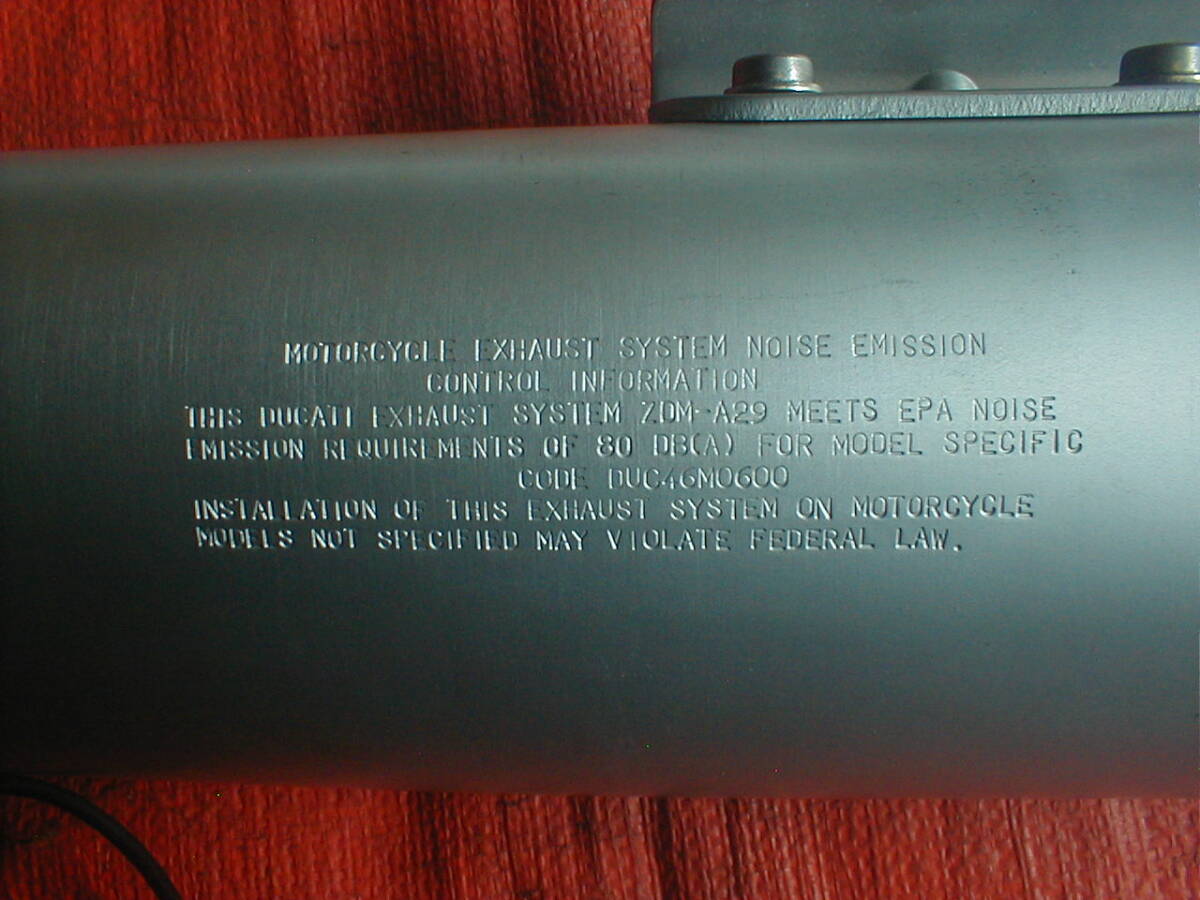 MOTORCYCLE EXHAUST SYSTEM NOISE EMISSION
CONTROL INFORMATION
THIS DUCATI EXHAUST SYSTEM ZDM-A29 MEETS EPA NOISE
EMISSION REQUIREMENTS OF 80 DB(A) FOR MODEL SPECIFIC
CODE DUC46M0600
INSTALLATION OF THIS EXHAUST SYSTEM ON MOTORCYCLE
MODELS NOT SPECIFIED MAY VIOLATE FEDERAL LAW.